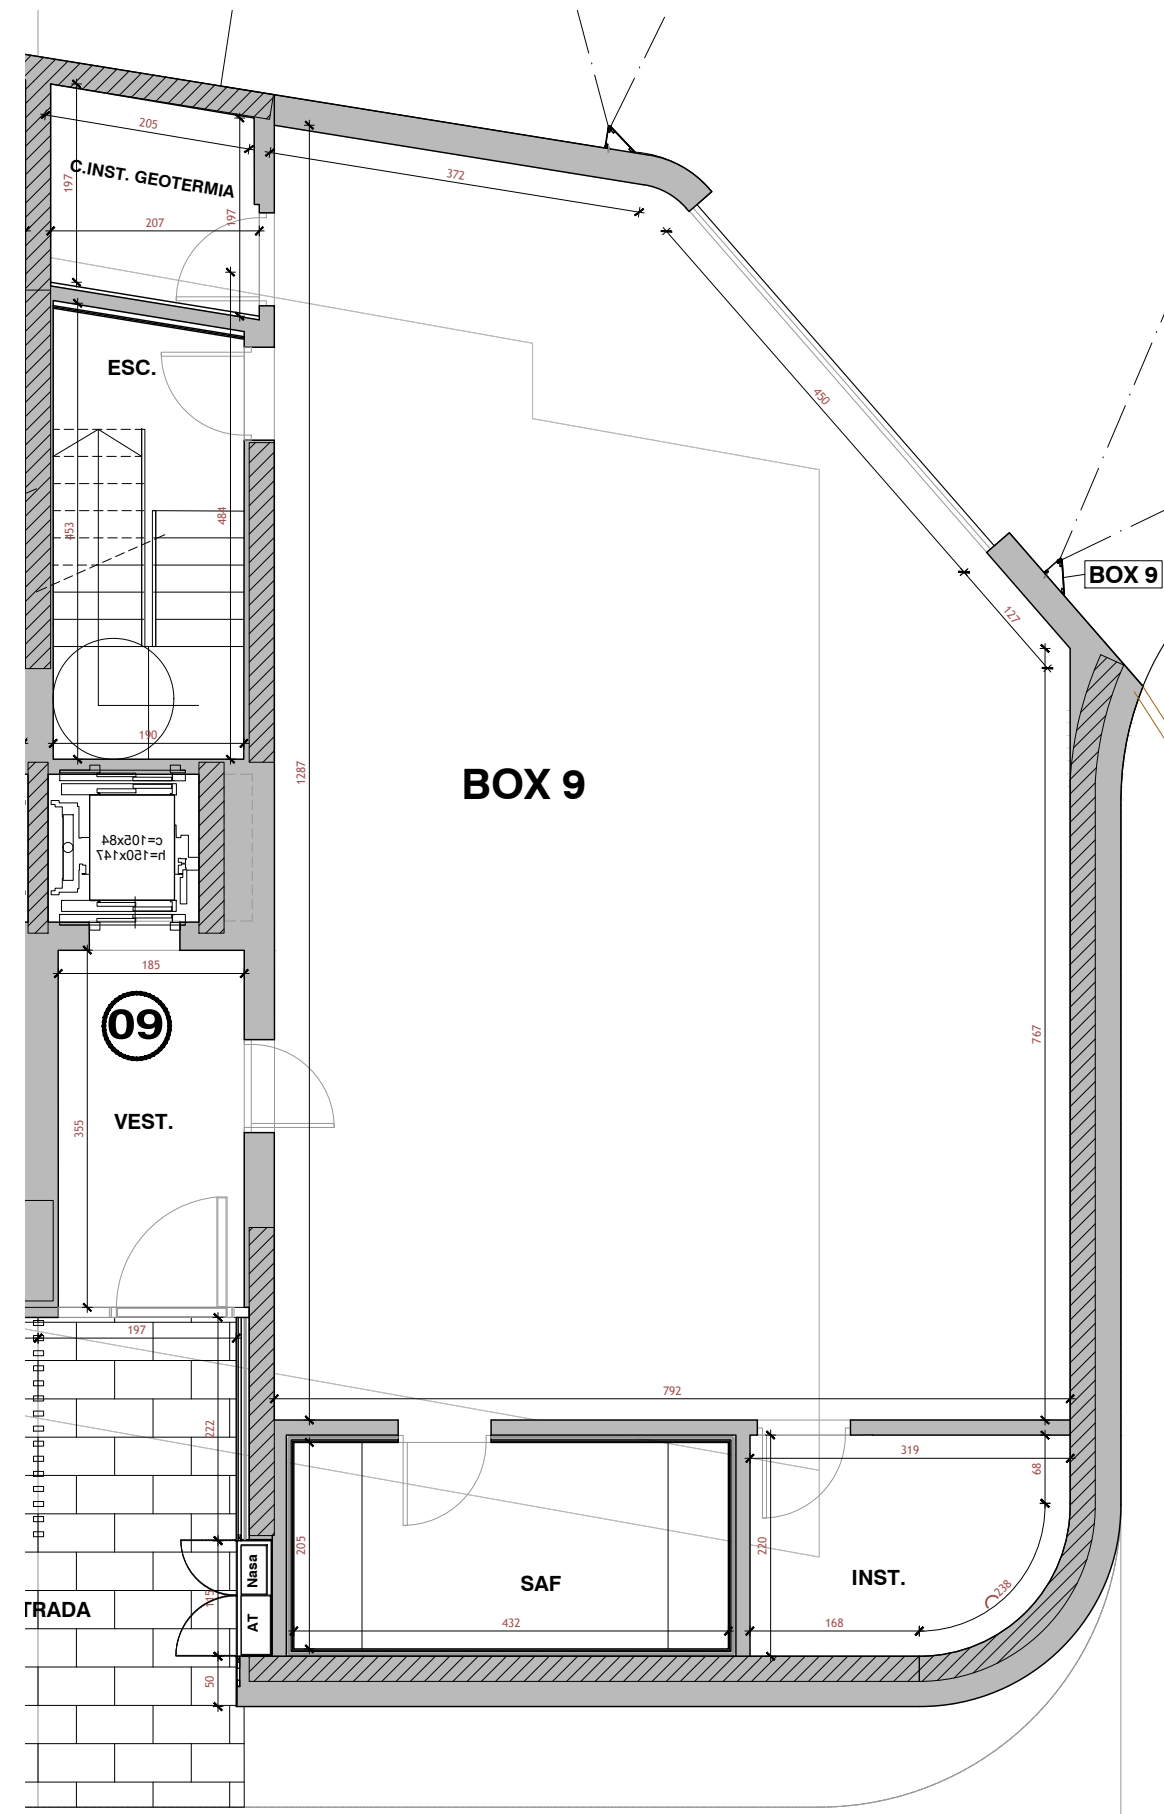 205
C.INST. GEOTERMIA
197
372
207
197
ESC.
450
484
453
BOX 9
127
190
1287
BOX 9
c=105x84
h=150x147
185
09
767
VEST.
355
197
792
222
319
68
205
220
Nasa
SAF
INST.
238
115
TRADA
AT
432
168
50